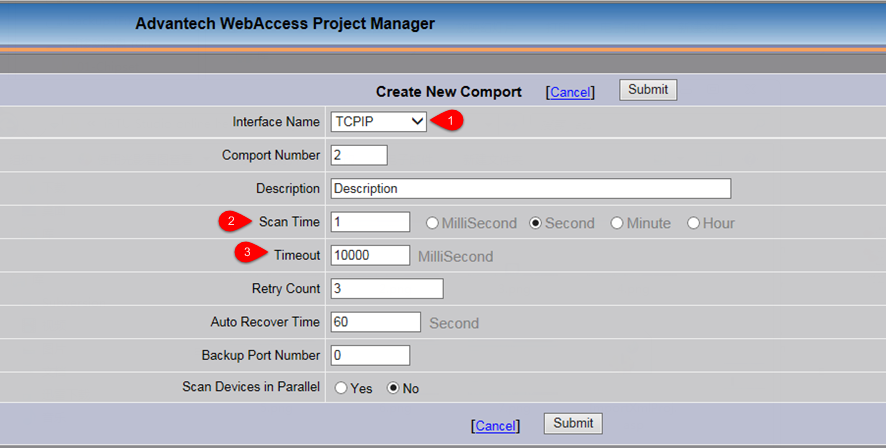 Advantech WebAccess Project Manager
Create New Comport [Cancel] Submit
Interface Name TCPIP 1
Comport Number 2
Description Description
2 Scan Time 1 MilliSecond Second Minute Hour
3 Timeout 10000 MilliSecond
Retry Count 3
Auto Recover Time 60 Second
Backup Port Number 0
Scan Devices in Parallel Yes No
[Cancel] Submit